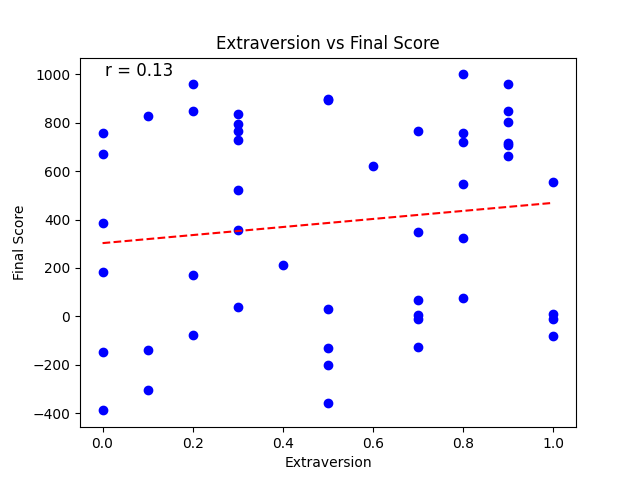 Extraversion vs Final Score
r = 0.13
Final Score
1000
800
600
400
200
0
−200
−400
0.0 0.2 0.4 0.6 0.8 1.0
Extraversion